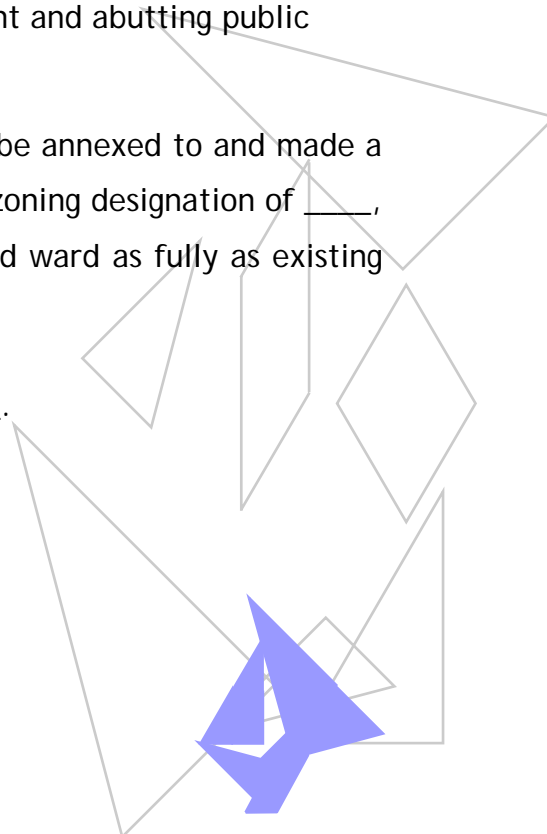 nt and abutting public
be annexed to and made a
zoning designation of ____,
d ward as fully as existing
.